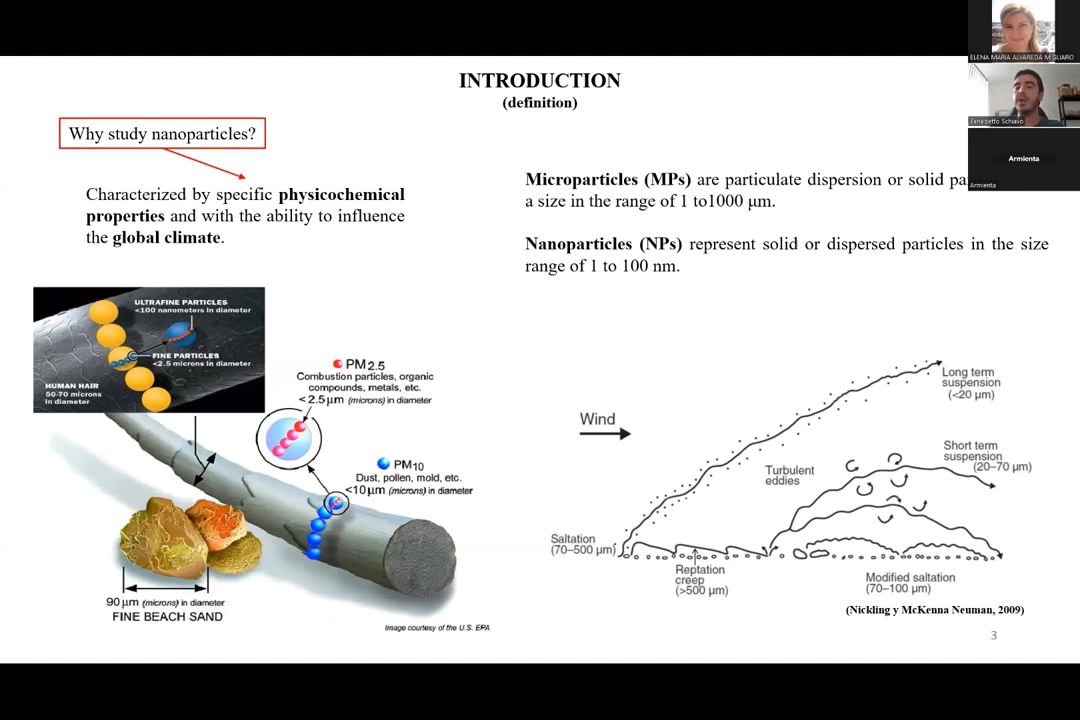 INTRODUCTION
(definition)
Why study nanoparticles?
Characterized by specific physicochemical
properties and with the ability to influence
the global climate.
Microparticles (MPs) are particulate dispersion or solid
a size in the range of 1 to1000 µm.
Nanoparticles (NPs) represent solid or dispersed particles in the size
range of 1 to 100 nm.
ULTRAFINE PARTICLES
<100 nanometers in diameter
FINE PARTICLES
<2.5 microns in diameter
HUMAN HAIR
50-70 microns
in diameter
PM2.5
Combustion particles, organic
compounds, metals, etc.
<2.5µm (microns) in diameter
PM10
Dust, pollen, mold, etc.
<10µm (microns) in diameter
90 µm (microns) in diameter
FINE BEACH SAND
Image courtesy of the U.S. EPA
Wind
Long term
suspension
(<20 µm)
Short term
suspension
(20–70 µm)
Turbulent
eddies
Saltation
(70–500 µm)
Reptation
creep
(>500 µm)
Modified saltation
(70–100 µm)
(Nickling y McKenna Neuman, 2009)
3
ELENA MARIA ALVAREDA MIGLIARO
Benedetto Schiavo
Armienta
Armienta